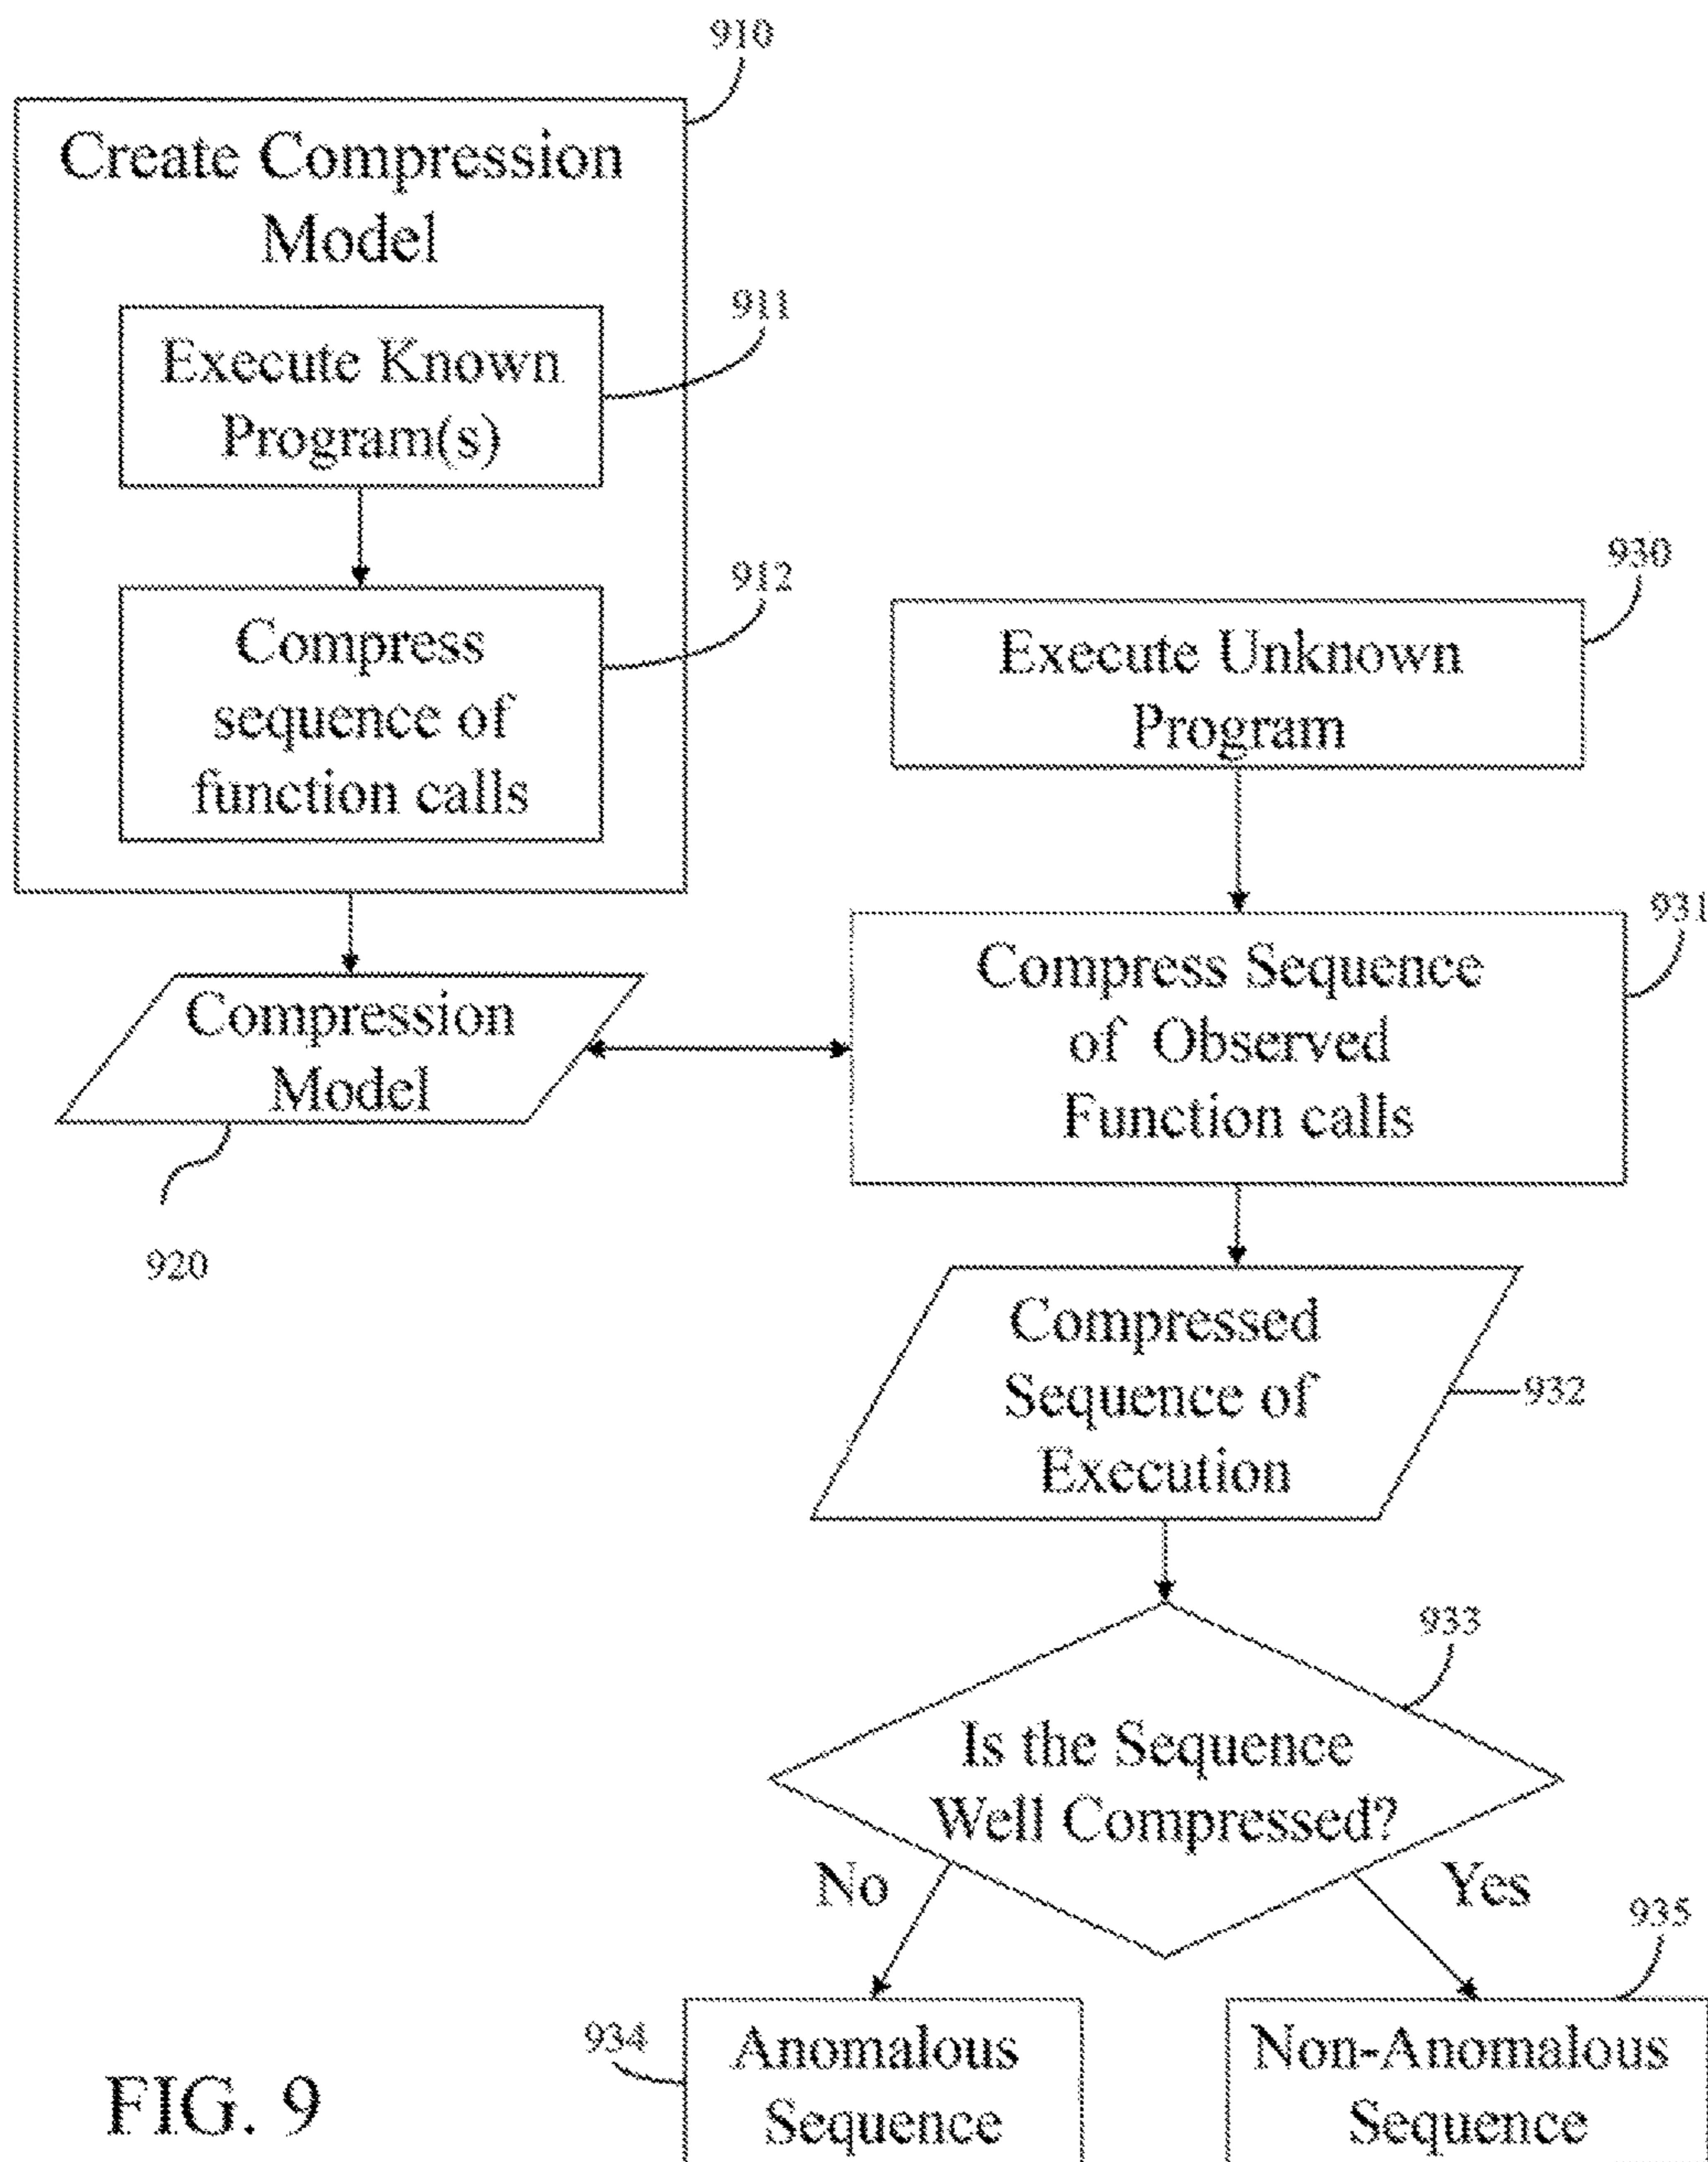 910
Create Compression
Model
911
Execute Known
Program(s)
912
Compress
sequence of
function calls
930
Execute Unknown
Program
931
Compress Sequence
of Observed
Function calls
Compression
Model
920
Compressed
Sequence of
Execution
932
933
Is the Sequence
Well Compressed?
No
Yes
935
934
Anomalous
Sequence
Non-Anomalous
Sequence
FIG. 9